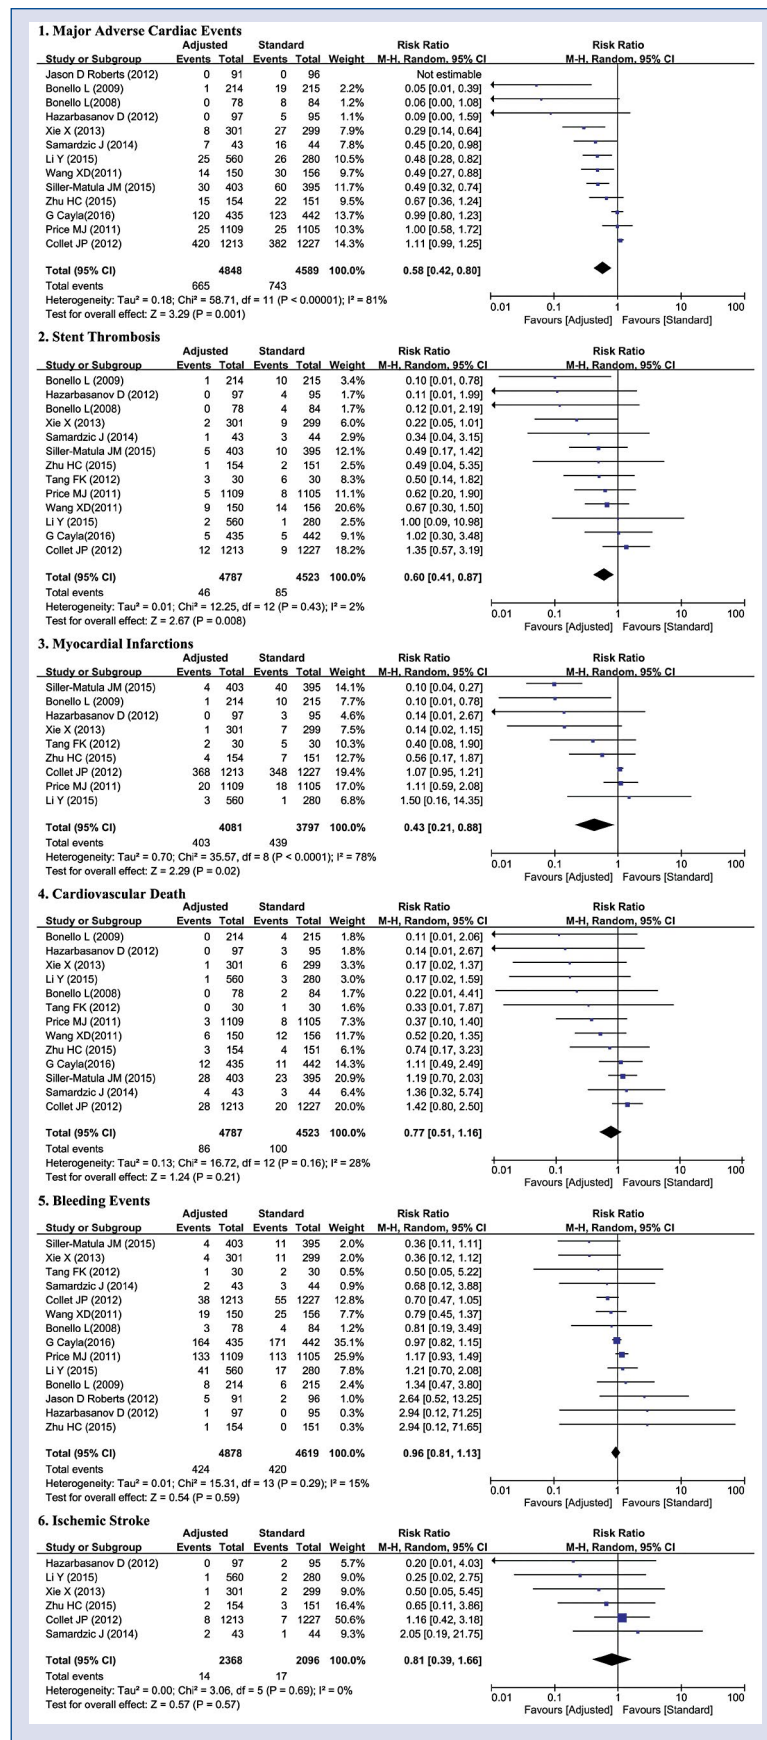 1. Major Adverse Cardiac Events
Adjusted Standard Risk Ratio Risk Ratio
Study or Subgroup Events Total Events Total Weight M-H, Random, 95% CI M-H, Random, 95% CI
Jason D Roberts (2012) 0 91 0 96 Not estimable
Bonello L (2009) 1 214 19 215 2.2% 0.05 [0.01, 0.39]
Bonello L(2008) 0 78 8 84 1.2% 0.06 [0.00, 1.08]
Hazarbasanov D (2012) 0 97 5 95 1.1% 0.09 [0.00, 1.59]
Xie X (2013) 8 301 27 299 7.9% 0.29 [0.14, 0.64]
Samardzic J (2014) 7 43 16 44 7.8% 0.45 [0.20, 0.98]
Li Y (2015) 25 560 26 280 10.5% 0.48 [0.28, 0.82]
Wang XD(2011) 14 150 30 156 9.7% 0.49 [0.27, 0.88]
Siller-Matula JM (2015) 30 403 60 395 11.7% 0.49 [0.32, 0.74]
Zhu HC (2015) 15 154 22 151 9.5% 0.67 [0.36, 1.24]
G Cayla(2016) 120 435 123 442 13.7% 0.99 [0.80, 1.23]
Price MJ (2011) 25 1109 25 1105 10.3% 1.00 [0.58, 1.72]
Collet JP (2012) 420 1213 382 1227 14.3% 1.11 [0.99, 1.25]
Total (95% CI) 4848 4589 100.0% 0.58 [0.42, 0.80]
Total events 665 743
Heterogeneity: Tau² = 0.18; Chi² = 58.71, df = 11 (P < 0.00001); I² = 81%
Test for overall effect: Z = 3.29 (P = 0.001)
0.01 0.1 1 10 100
Favours [Adjusted] Favours [Standard]
2. Stent Thrombosis
Adjusted Standard Risk Ratio Risk Ratio
Study or Subgroup Events Total Events Total Weight M-H, Random, 95% CI M-H, Random, 95% CI
Bonello L (2009) 1 214 10 215 3.4% 0.10 [0.01, 0.78]
Hazarbasanov D (2012) 0 97 4 95 1.7% 0.11 [0.01, 1.99]
Bonello L(2008) 0 78 4 84 1.7% 0.12 [0.01, 2.19]
Xie X (2013) 2 301 9 299 6.0% 0.22 [0.05, 1.01]
Samardzic J (2014) 1 43 3 44 2.9% 0.34 [0.04, 3.15]
Siller-Matula JM (2015) 5 403 10 395 12.1% 0.49 [0.17, 1.42]
Zhu HC (2015) 1 154 2 151 2.5% 0.49 [0.04, 5.35]
Tang FK (2012) 3 30 6 30 8.3% 0.50 [0.14, 1.82]
Price MJ (2011) 5 1109 8 1105 11.1% 0.62 [0.20, 1.90]
Wang XD(2011) 9 150 14 156 20.6% 0.67 [0.30, 1.50]
Li Y (2015) 2 560 1 280 2.5% 1.00 [0.09, 10.98]
G Cayla(2016) 5 435 5 442 9.1% 1.02 [0.30, 3.48]
Collet JP (2012) 12 1213 9 1227 18.2% 1.35 [0.57, 3.19]
Total (95% CI) 4787 4523 100.0% 0.60 [0.41, 0.87]
Total events 46 85
Heterogeneity: Tau² = 0.01; Chi² = 12.25, df = 12 (P = 0.43); I² = 2%
Test for overall effect: Z = 2.67 (P = 0.008)
0.01 0.1 1 10 100
Favours [Adjusted] Favours [Standard]
3. Myocardial Infarctions
Adjusted Standard Risk Ratio Risk Ratio
Study or Subgroup Events Total Events Total Weight M-H, Random, 95% CI M-H, Random, 95% CI
Siller-Matula JM (2015) 4 403 40 395 14.1% 0.10 [0.04, 0.27]
Bonello L (2009) 1 214 10 215 7.7% 0.10 [0.01, 0.78]
Hazarbasanov D (2012) 0 97 3 95 4.6% 0.14 [0.01, 2.67]
Xie X (2013) 1 301 7 299 7.5% 0.14 [0.02, 1.15]
Tang FK (2012) 2 30 5 30 10.3% 0.40 [0.08, 1.90]
Zhu HC (2015) 4 154 7 151 12.7% 0.56 [0.17, 1.87]
Collet JP (2012) 368 1213 348 1227 19.4% 1.07 [0.95, 1.21]
Price MJ (2011) 20 1109 18 1105 17.0% 1.11 [0.59, 2.08]
Li Y (2015) 3 560 1 280 6.8% 1.50 [0.16, 14.35]
Total (95% CI) 4081 3797 100.0% 0.43 [0.21, 0.88]
Total events 403 439
Heterogeneity: Tau² = 0.70; Chi² = 35.57, df = 8 (P < 0.0001); I² = 78%
Test for overall effect: Z = 2.29 (P = 0.02)
0.01 0.1 1 10 100
Favours [Adjusted] Favours [Standard]
4. Cardiovascular Death
Adjusted Standard Risk Ratio Risk Ratio
Study or Subgroup Events Total Events Total Weight M-H, Random, 95% CI M-H, Random, 95% CI
Bonello L (2009) 0 214 4 215 1.8% 0.11 [0.01, 2.06]
Hazarbasanov D (2012) 0 97 3 95 1.8% 0.14 [0.01, 2.67]
Xie X (2013) 1 301 6 299 3.3% 0.17 [0.02, 1.37]
Li Y (2015) 1 560 3 280 3.0% 0.17 [0.02, 1.59]
Bonello L(2008) 0 78 2 84 1.7% 0.22 [0.01, 4.41]
Tang FK (2012) 0 30 1 30 1.6% 0.33 [0.01, 7.87]
Price MJ (2011) 3 1109 8 1105 7.3% 0.37 [0.10, 1.40]
Wang XD(2011) 6 150 12 156 11.7% 0.52 [0.20, 1.35]
Zhu HC (2015) 3 154 4 151 6.1% 0.74 [0.17, 3.23]
G Cayla(2016) 12 435 11 442 14.3% 1.11 [0.49, 2.49]
Siller-Matula JM (2015) 28 403 23 395 20.9% 1.19 [0.70, 2.03]
Samardzic J (2014) 4 43 3 44 6.4% 1.36 [0.32, 5.74]
Collet JP (2012) 28 1213 20 1227 20.0% 1.42 [0.80, 2.50]
Total (95% CI) 4787 4523 100.0% 0.77 [0.51, 1.16]
Total events 86 100
Heterogeneity: Tau² = 0.13; Chi² = 16.72, df = 12 (P = 0.16); I² = 28%
Test for overall effect: Z = 1.24 (P = 0.21)
0.01 0.1 1 10 100
Favours [Adjusted] Favours [Standard]
5. Bleeding Events
Adjusted Standard Risk Ratio Risk Ratio
Study or Subgroup Events Total Events Total Weight M-H, Random, 95% CI M-H, Random, 95% CI
Siller-Matula JM (2015) 4 403 11 395 2.0% 0.36 [0.11, 1.11]
Xie X (2013) 4 301 11 299 2.0% 0.36 [0.12, 1.12]
Tang FK (2012) 1 30 2 30 0.5% 0.50 [0.05, 5.22]
Samardzic J (2014) 2 43 3 44 0.9% 0.68 [0.12, 3.88]
Collet JP (2012) 38 1213 55 1227 12.8% 0.70 [0.47, 1.05]
Wang XD(2011) 19 150 25 156 7.7% 0.79 [0.45, 1.37]
Bonello L(2008) 3 78 4 84 1.2% 0.81 [0.19, 3.49]
G Cayla(2016) 164 435 171 442 35.1% 0.97 [0.82, 1.15]
Price MJ (2011) 133 1109 113 1105 25.9% 1.17 [0.93, 1.49]
Li Y (2015) 41 560 17 280 7.8% 1.21 [0.70, 2.08]
Bonello L (2009) 8 214 6 215 2.4% 1.34 [0.47, 3.80]
Jason D Roberts (2012) 5 91 2 96 1.0% 2.64 [0.52, 13.25]
Hazarbasanov D (2012) 1 97 0 95 0.3% 2.94 [0.12, 71.25]
Zhu HC (2015) 1 154 0 151 0.3% 2.94 [0.12, 71.65]
Total (95% CI) 4878 4619 100.0% 0.96 [0.81, 1.13]
Total events 424 420
Heterogeneity: Tau² = 0.01; Chi² = 15.31, df = 13 (P = 0.29); I² = 15%
Test for overall effect: Z = 0.54 (P = 0.59)
0.01 0.1 1 10 100
Favours [Adjusted] Favours [Standard]
6. Ischemic Stroke
Adjusted Standard Risk Ratio Risk Ratio
Study or Subgroup Events Total Events Total Weight M-H, Random, 95% CI M-H, Random, 95% CI
Hazarbasanov D (2012) 0 97 2 95 5.7% 0.20 [0.01, 4.03]
Li Y (2015) 1 560 2 280 9.0% 0.25 [0.02, 2.75]
Xie X (2013) 1 301 2 299 9.0% 0.50 [0.05, 5.45]
Zhu HC (2015) 2 154 3 151 16.4% 0.65 [0.11, 3.86]
Collet JP (2012) 8 1213 7 1227 50.6% 1.16 [0.42, 3.18]
Samardzic J (2014) 2 43 1 44 9.3% 2.05 [0.19, 21.75]
Total (95% CI) 2368 2096 100.0% 0.81 [0.39, 1.66]
Total events 14 17
Heterogeneity: Tau² = 0.00; Chi² = 3.06, df = 5 (P = 0.69); I² = 0%
Test for overall effect: Z = 0.57 (P = 0.57)
0.01 0.1 1 10 100
Favours [Adjusted] Favours [Standard]